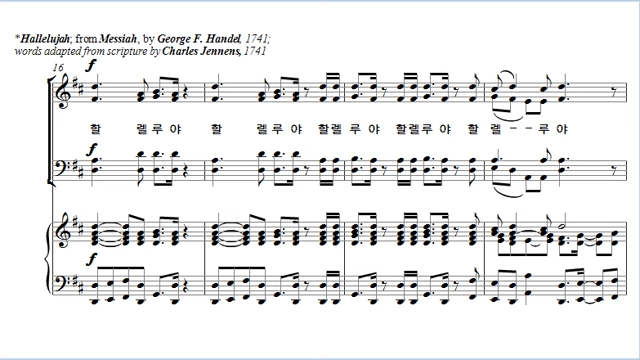 *Hallelujah; from Messiah, by George F. Handel, 1741;
words adapted from scripture by Charles Jennens, 1741
16
f
할 렐 루 야 할 렐 루 야 할렐 루 야 할렐루 야 할 렐 - - 루 야
f
f